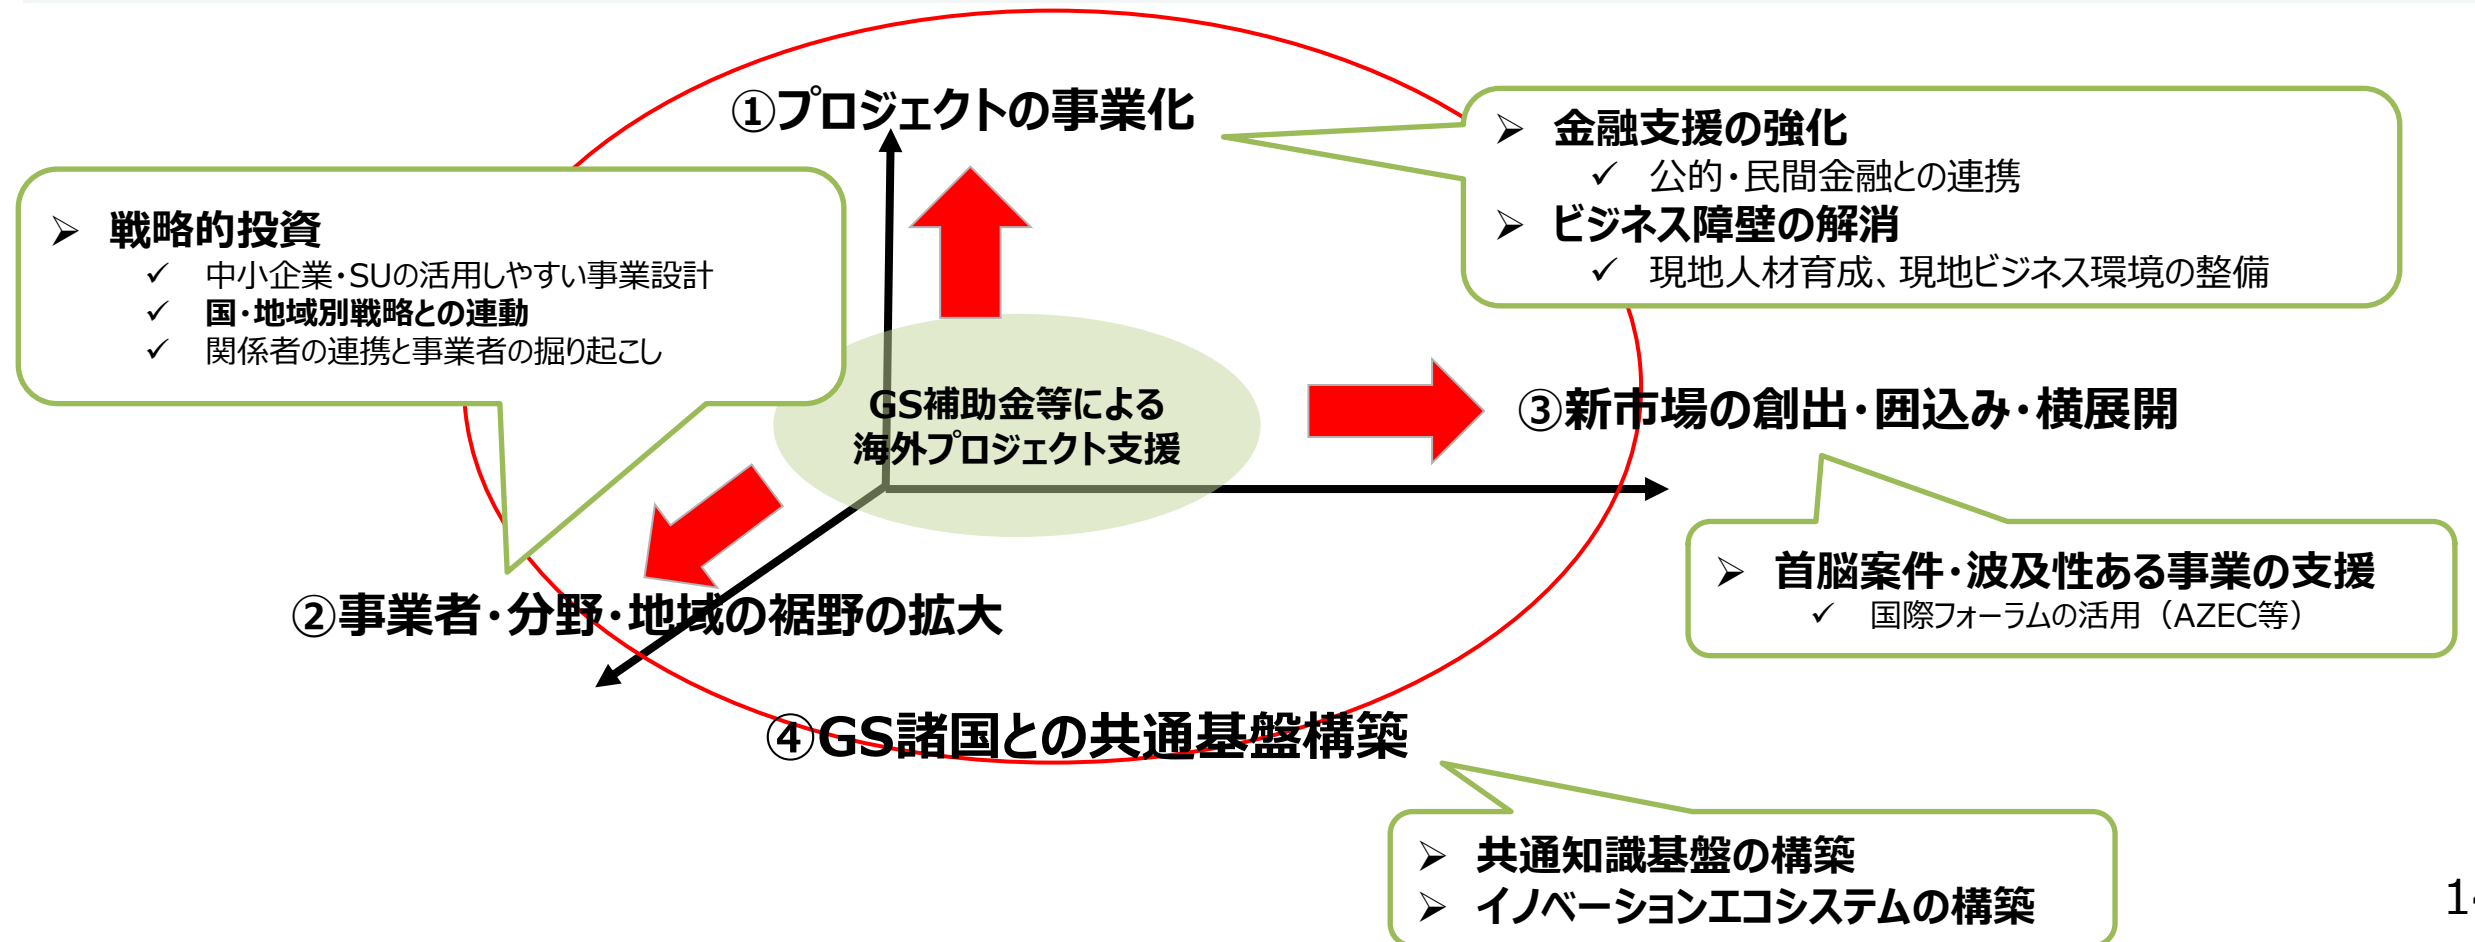 ①プロジェクトの事業化
➢ 金融支援の強化
✓ 公的・民間金融との連携
➢ ビジネス障壁の解消
✓ 現地人材育成、現地ビジネス環境の整備
➢ 戦略的投資
✓ 中小企業・SUの活用しやすい事業設計
✓ 国・地域別戦略との連動
✓ 関係者の連携と事業者の掘り起こし
GS補助金等による
海外プロジェクト支援
③新市場の創出・囲込み・横展開
➢ 首脳案件・波及性ある事業の支援
✓ 国際フォーラムの活用（AZEC等）
②事業者・分野・地域の裾野の拡大
④GS諸国との共通基盤構築
➢ 共通知識基盤の構築
➢ イノベーションエコシステムの構築